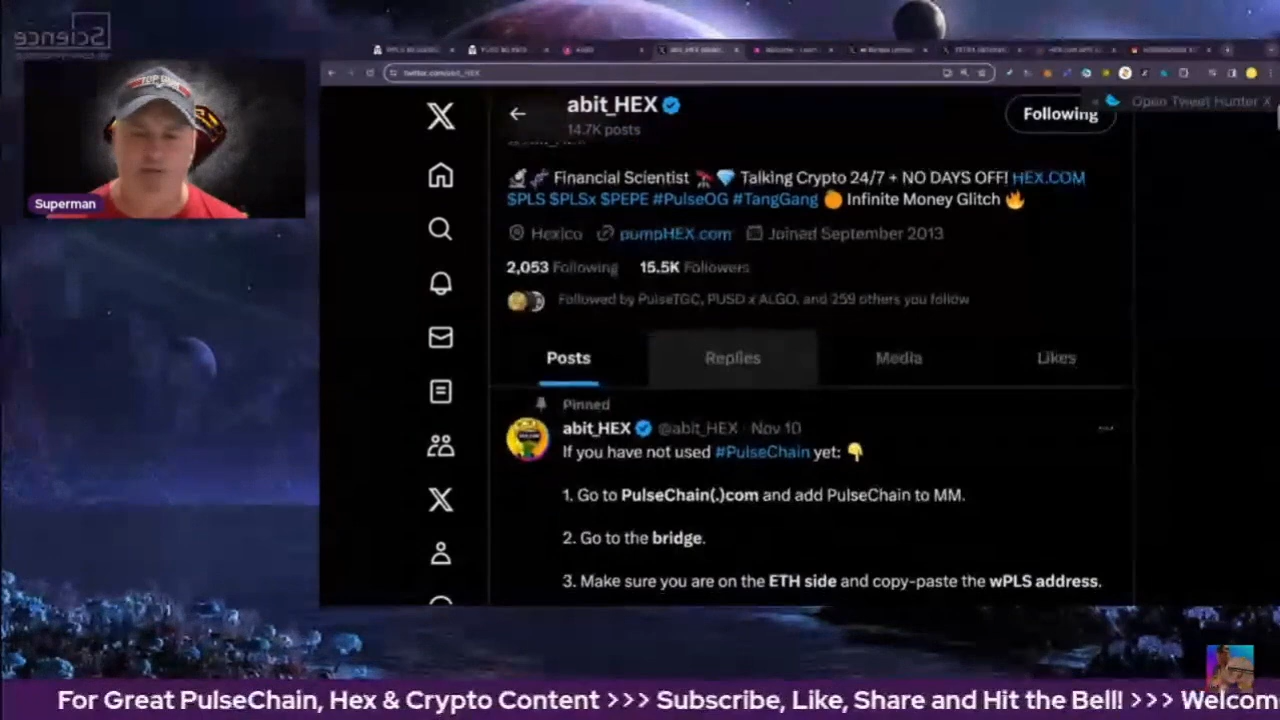 Science
TOP GUN
Superman
twitter.com/abit_HEX
Open Tweet Hunter X
abit_HEX
14.7K posts
Following
Financial Scientist Talking Crypto 24/7 + NO DAYS OFF! HEX.COM
$PLS $PLSx $PEPE #PulseOG #TangGang Infinite Money Glitch
Hexico pumpHEX.com Joined September 2013
2,053 Following 15.5K Followers
Followed by PulseTGC, PUSD x ALGO, and 259 others you follow
Posts Replies Media Likes
Pinned
abit_HEX @abit_HEX · Nov 10
If you have not used #PulseChain yet:
1. Go to PulseChain(.)com and add PulseChain to MM.
2. Go to the bridge.
3. Make sure you are on the ETH side and copy-paste the wPLS address.
For Great PulseChain, Hex & Crypto Content >>> Subscribe, Like, Share and Hit the Bell! >>> Welcom